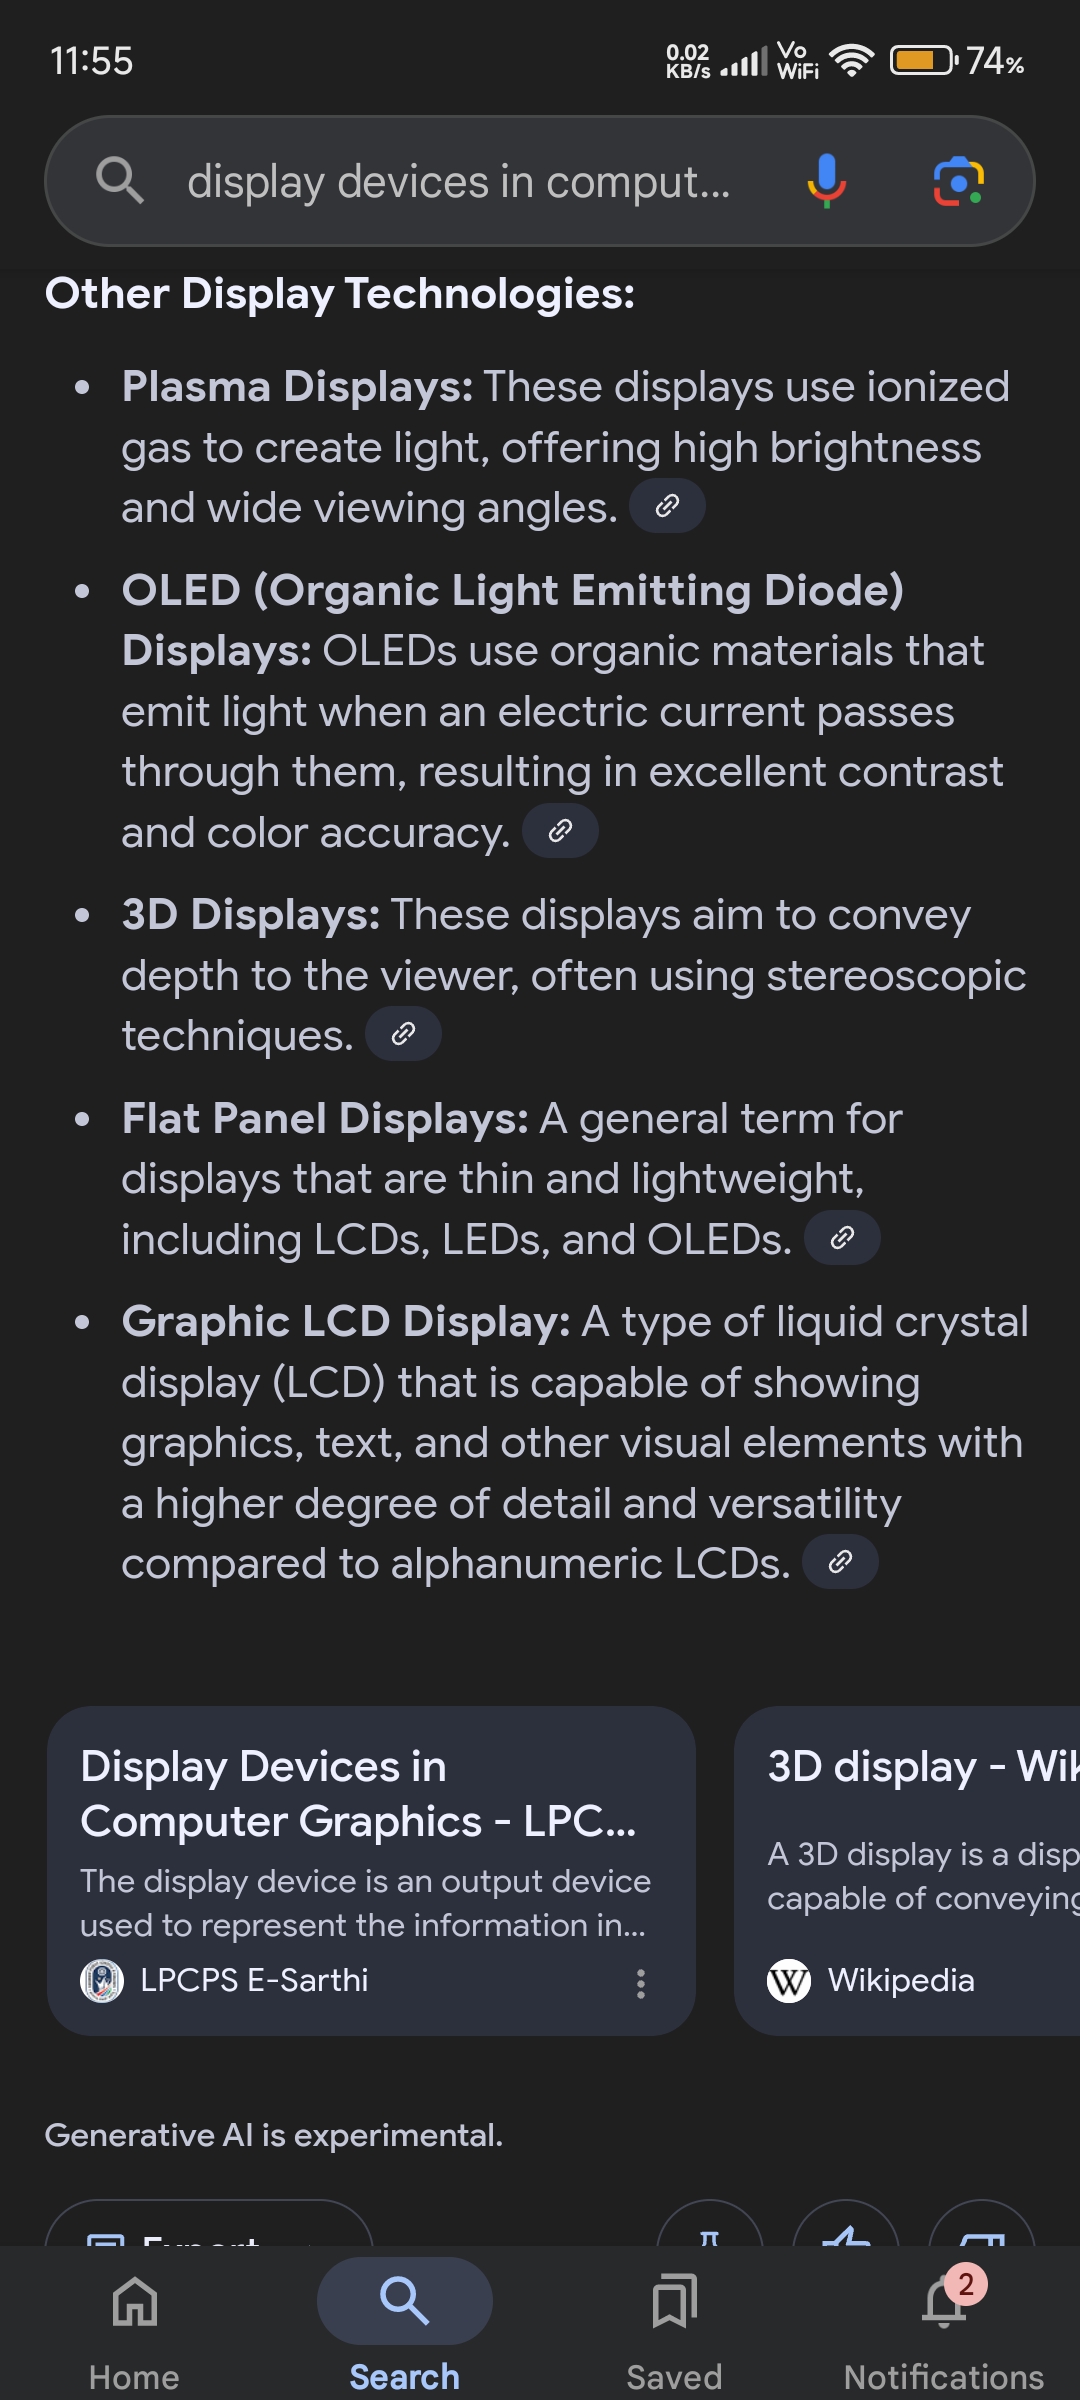 11:55
0.02
KB/s
Vo
WiFi
74%
display devices in comput...
Other Display Technologies:
• Plasma Displays: These displays use ionized
gas to create light, offering high brightness
and wide viewing angles.
• OLED (Organic Light Emitting Diode)
Displays: OLEDs use organic materials that
emit light when an electric current passes
through them, resulting in excellent contrast
and color accuracy.
• 3D Displays: These displays aim to convey
depth to the viewer, often using stereoscopic
techniques.
• Flat Panel Displays: A general term for
displays that are thin and lightweight,
including LCDs, LEDs, and OLEDs.
• Graphic LCD Display: A type of liquid crystal
display (LCD) that is capable of showing
graphics, text, and other visual elements with
a higher degree of detail and versatility
compared to alphanumeric LCDs.
Display Devices in
Computer Graphics - LPC...
The display device is an output device
used to represent the information in...
LPCPS E-Sarthi
3D display - Wik
A 3D display is a disp
capable of conveying
W Wikipedia
Generative AI is experimental.
Export
2
Home
Search
Saved
Notifications